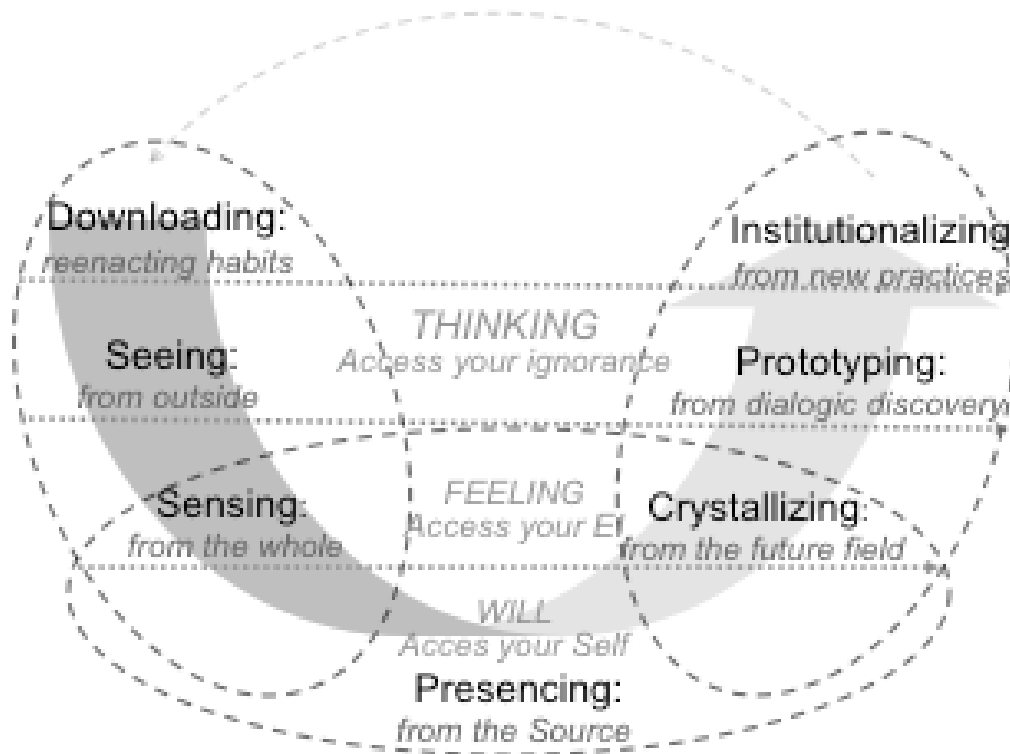 Downloading:
reenacting habits
Institutionalizing
from new practices
THINKING
Access your ignorance
Seeing:
from outside
Prototyping:
from dialogic discovery
FEELING
Access your
Sensing:
from the whole
Crystallizing:
from the future field
WILL
Acces your Self
Presencing:
from the Source